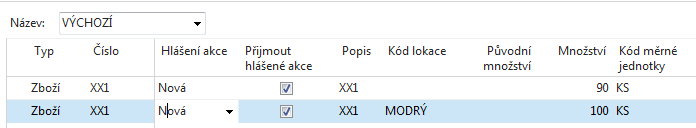 Název: VÝCHOZÍ
Typ Číslo Hlášení akce Přijmout hlášené akce Popis Kód lokace Původní množství Množství Kód měrné jednotky
Zboží XX1 Nová XX1 90 KS
Zboží XX1 Nová XX1 MODRÝ 100 KS